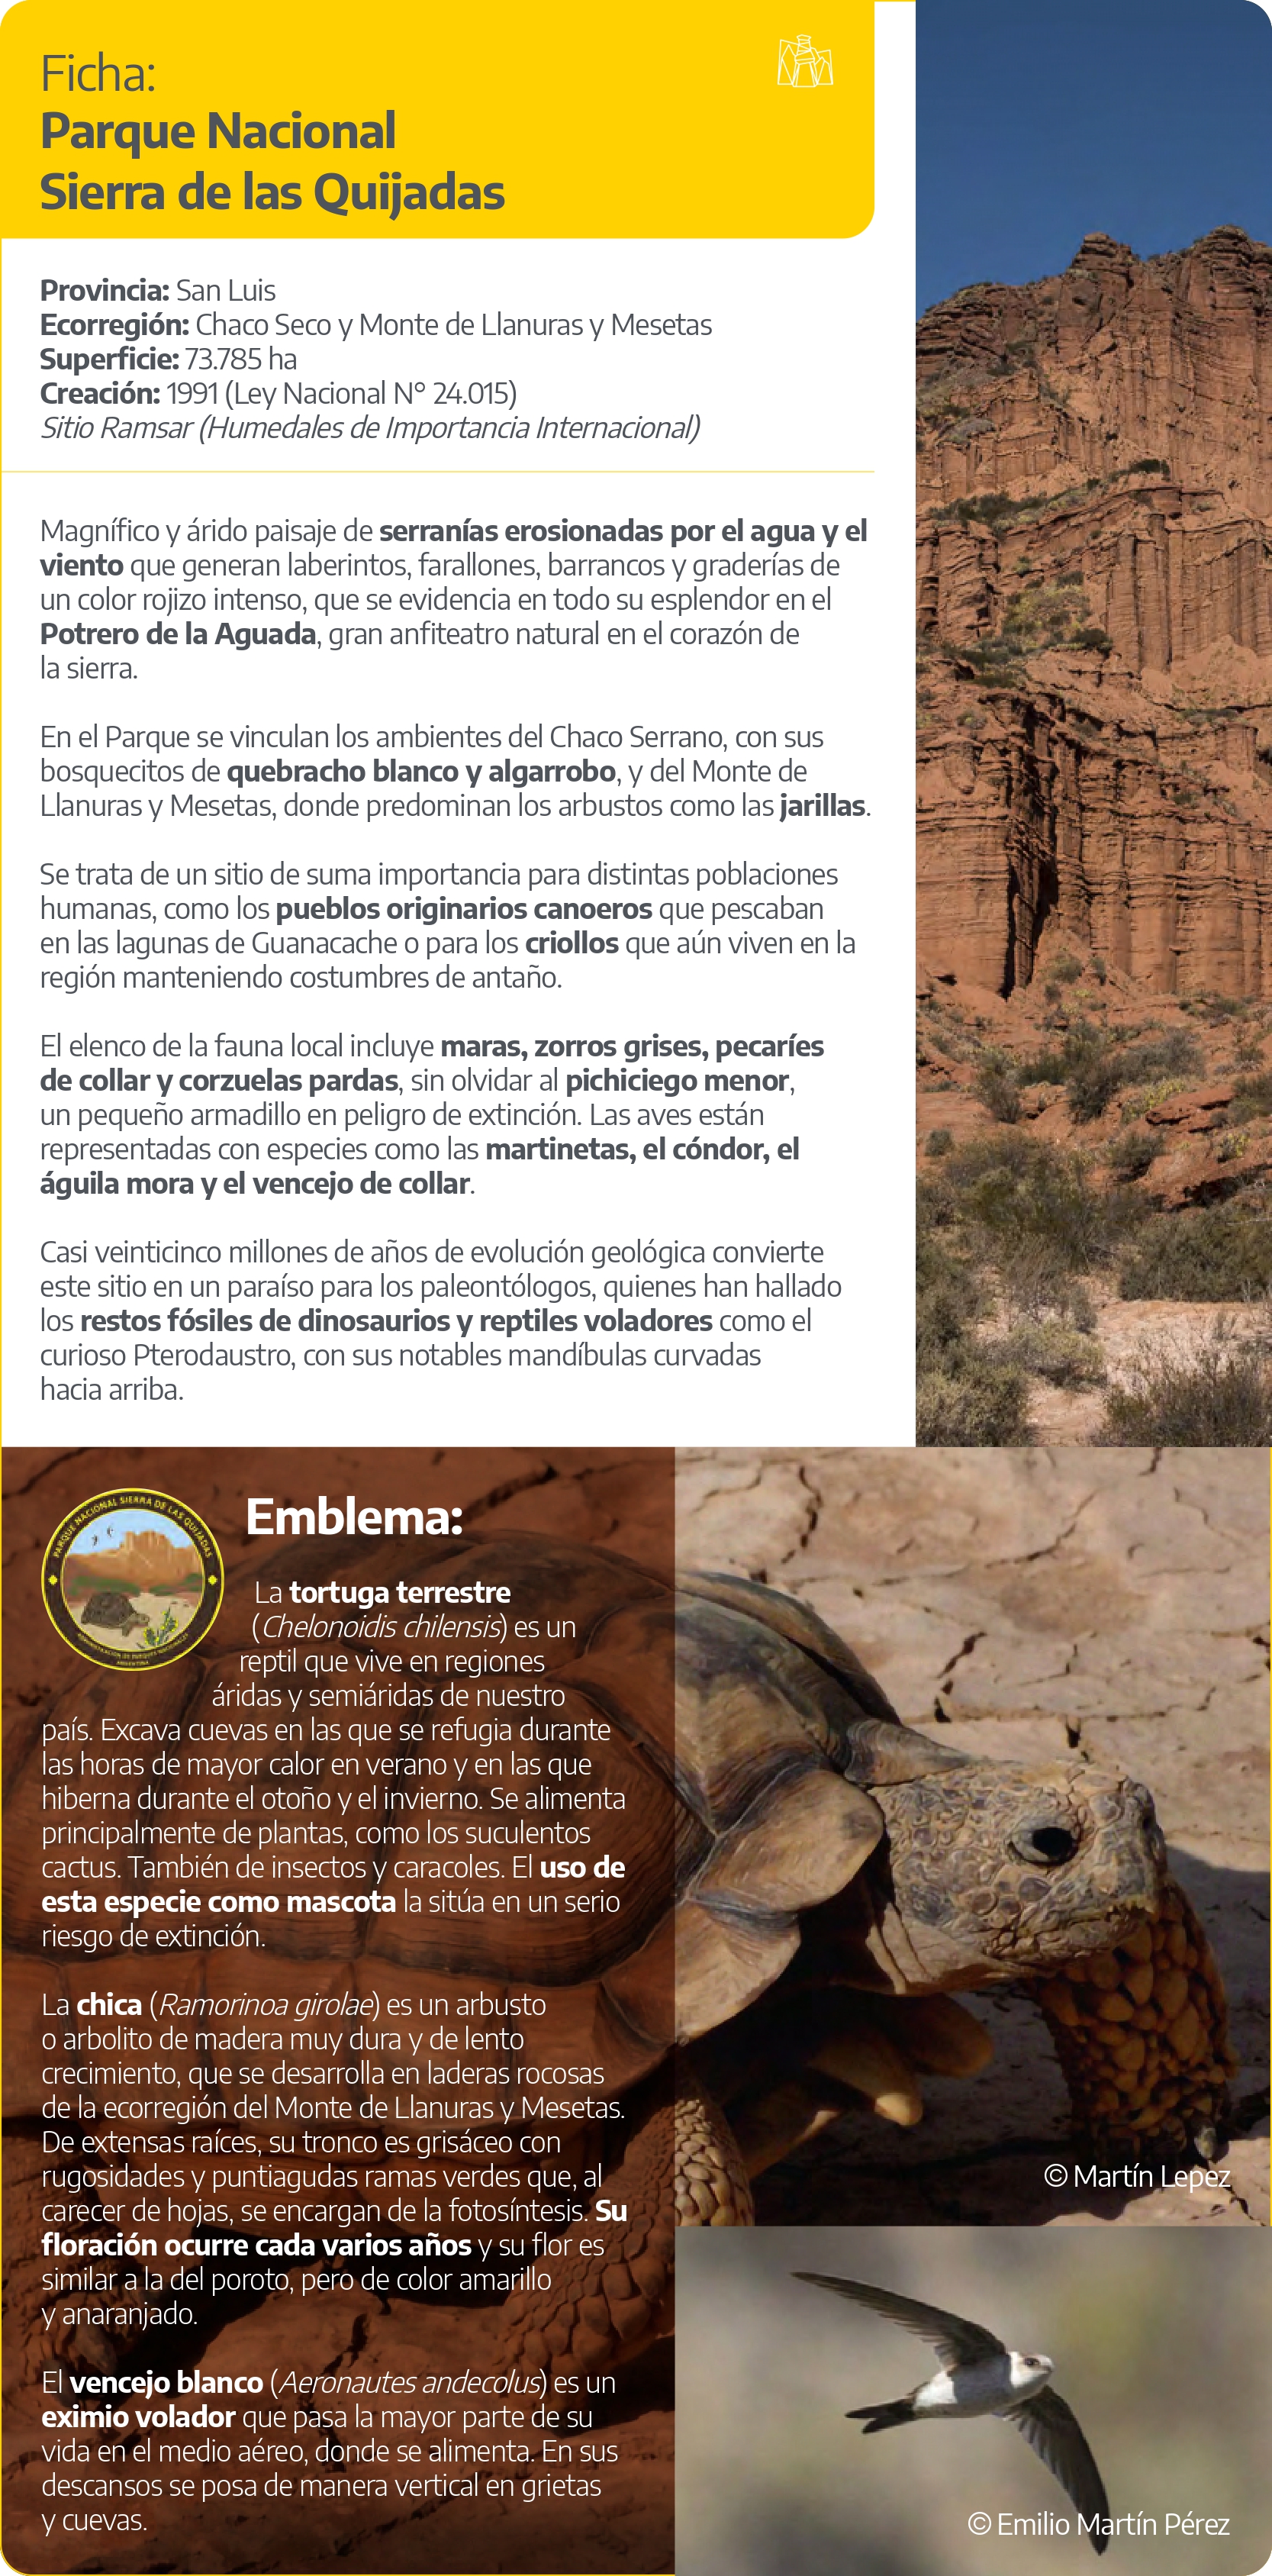 Ficha:
Parque Nacional
Sierra de las Quijadas
Provincia: San Luis
Ecorregión: Chaco Seco y Monte de Llanuras y Mesetas
Superficie: 73.785 ha
Creación: 1991 (Ley Nacional N° 24.015)
Sitio Ramsar (Humedales de Importancia Internacional)
Magnífico y árido paisaje de serranías erosionadas por el agua y el
viento que generan laberintos, farallones, barrancos y graderías de
un color rojizo intenso, que se evidencia en todo su esplendor en el
Potrero de la Aguada, gran anfiteatro natural en el corazón de
la sierra.
En el Parque se vinculan los ambientes del Chaco Serrano, con sus
bosquecitos de quebracho blanco y algarrobo, y del Monte de
Llanuras y Mesetas, donde predominan los arbustos como las jarillas.
Se trata de un sitio de suma importancia para distintas poblaciones
humanas, como los pueblos originarios canoeros que pescaban
en las lagunas de Guanacache o para los criollos que aún viven en la
región manteniendo costumbres de antaño.
El elenco de la fauna local incluye maras, zorros grises, pecaríes
de collar y corzuelas pardas, sin olvidar al pichiciego menor,
un pequeño armadillo en peligro de extinción. Las aves están
representadas con especies como las martinetas, el cóndor, el
águila mora y el vencejo de collar.
Casi veinticinco millones de años de evolución geológica convierte
este sitio en un paraíso para los paleontólogos, quienes han hallado
los restos fósiles de dinosaurios y reptiles voladores como el
curioso Pterodaustro, con sus notables mandíbulas curvadas
hacia arriba.
PARQUE NACIONAL SIERRA DE LAS QUIJADAS
ADMINISTRACIÓN DE PARQUES NACIONALES
ARGENTINA
Emblema:
La tortuga terrestre
(Chelonoidis chilensis) es un
reptil que vive en regiones
áridas y semiáridas de nuestro
país. Excava cuevas en las que se refugia durante
las horas de mayor calor en verano y en las que
hiberna durante el otoño y el invierno. Se alimenta
principalmente de plantas, como los suculentos
cactus. También de insectos y caracoles. El uso de
esta especie como mascota la sitúa en un serio
riesgo de extinción.
La chica (Ramorinoa girolae) es un arbusto
o arbolito de madera muy dura y de lento
crecimiento, que se desarrolla en laderas rocosas
de la ecorregión del Monte de Llanuras y Mesetas.
De extensas raíces, su tronco es grisáceo con
rugosidades y puntiagudas ramas verdes que, al
carecer de hojas, se encargan de la fotosíntesis. Su
floración ocurre cada varios años y su flor es
similar a la del poroto, pero de color amarillo
y anaranjado.
El vencejo blanco (Aeronautes andecolus) es un
eximio volador que pasa la mayor parte de su
vida en el medio aéreo, donde se alimenta. En sus
descansos se posa de manera vertical en grietas
y cuevas.
© Martín Lepez
© Emilio Martín Pérez